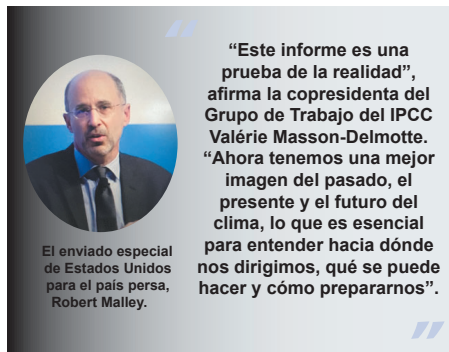 “Este informe es una
prueba de la realidad”,
afirma la copresidenta del
Grupo de Trabajo del IPCC
Valérie Masson-Delmotte.
“Ahora tenemos una mejor
imagen del pasado, el
presente y el futuro del
clima, lo que es esencial
para entender hacia dónde
nos dirigimos, qué se puede
hacer y cómo prepararnos”.
El enviado especial
de Estados Unidos
para el país persa,
Robert Malley.